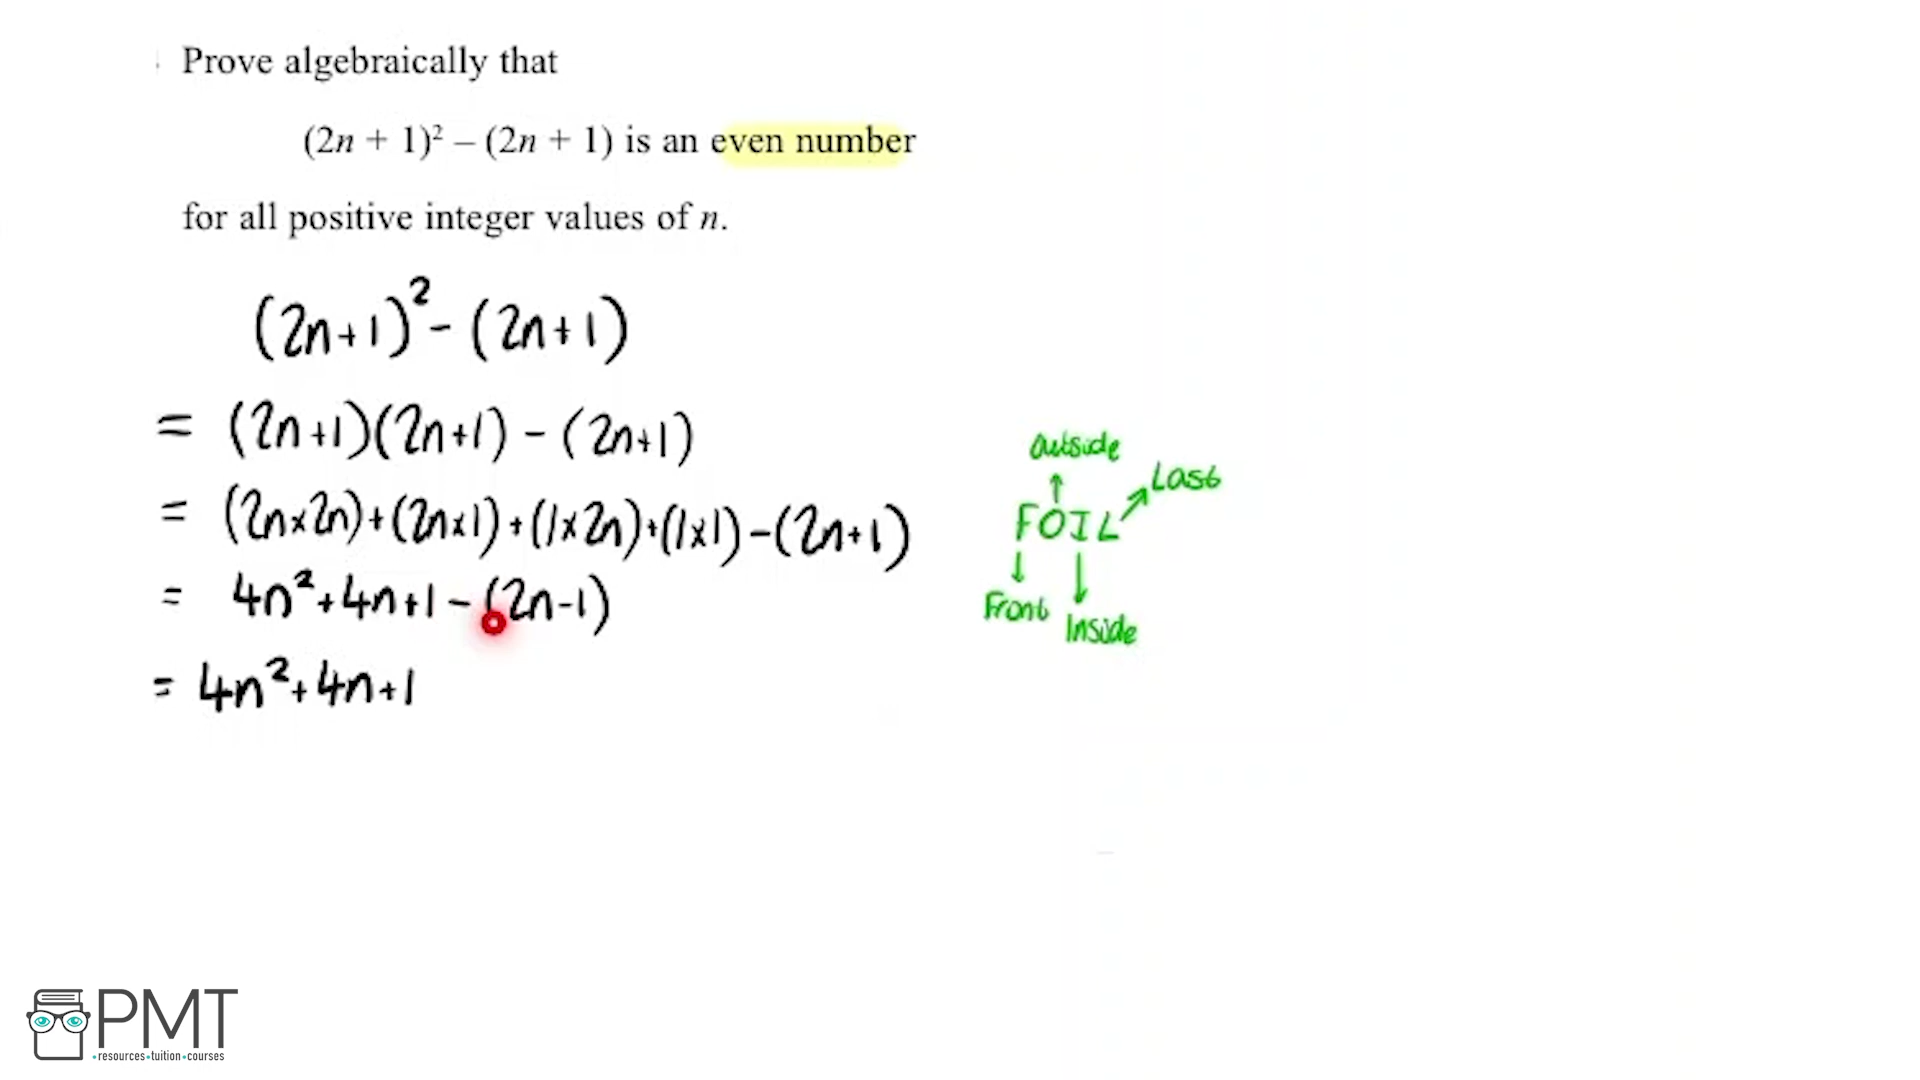 Prove algebraically that
(2n + 1)² – (2n + 1) is an even number
for all positive integer values of n.
(2n+1)² - (2n+1)
= (2n+1)(2n+1) - (2n+1)
= (2n×2n)+(2n×1)+(1×2n)+(1×1)-(2n+1)
= 4n²+4n+1-(2n-1)
= 4n²+4n+1
Outside
Last
FOIL
Front
Inside
PMT
•resources•tuition•courses